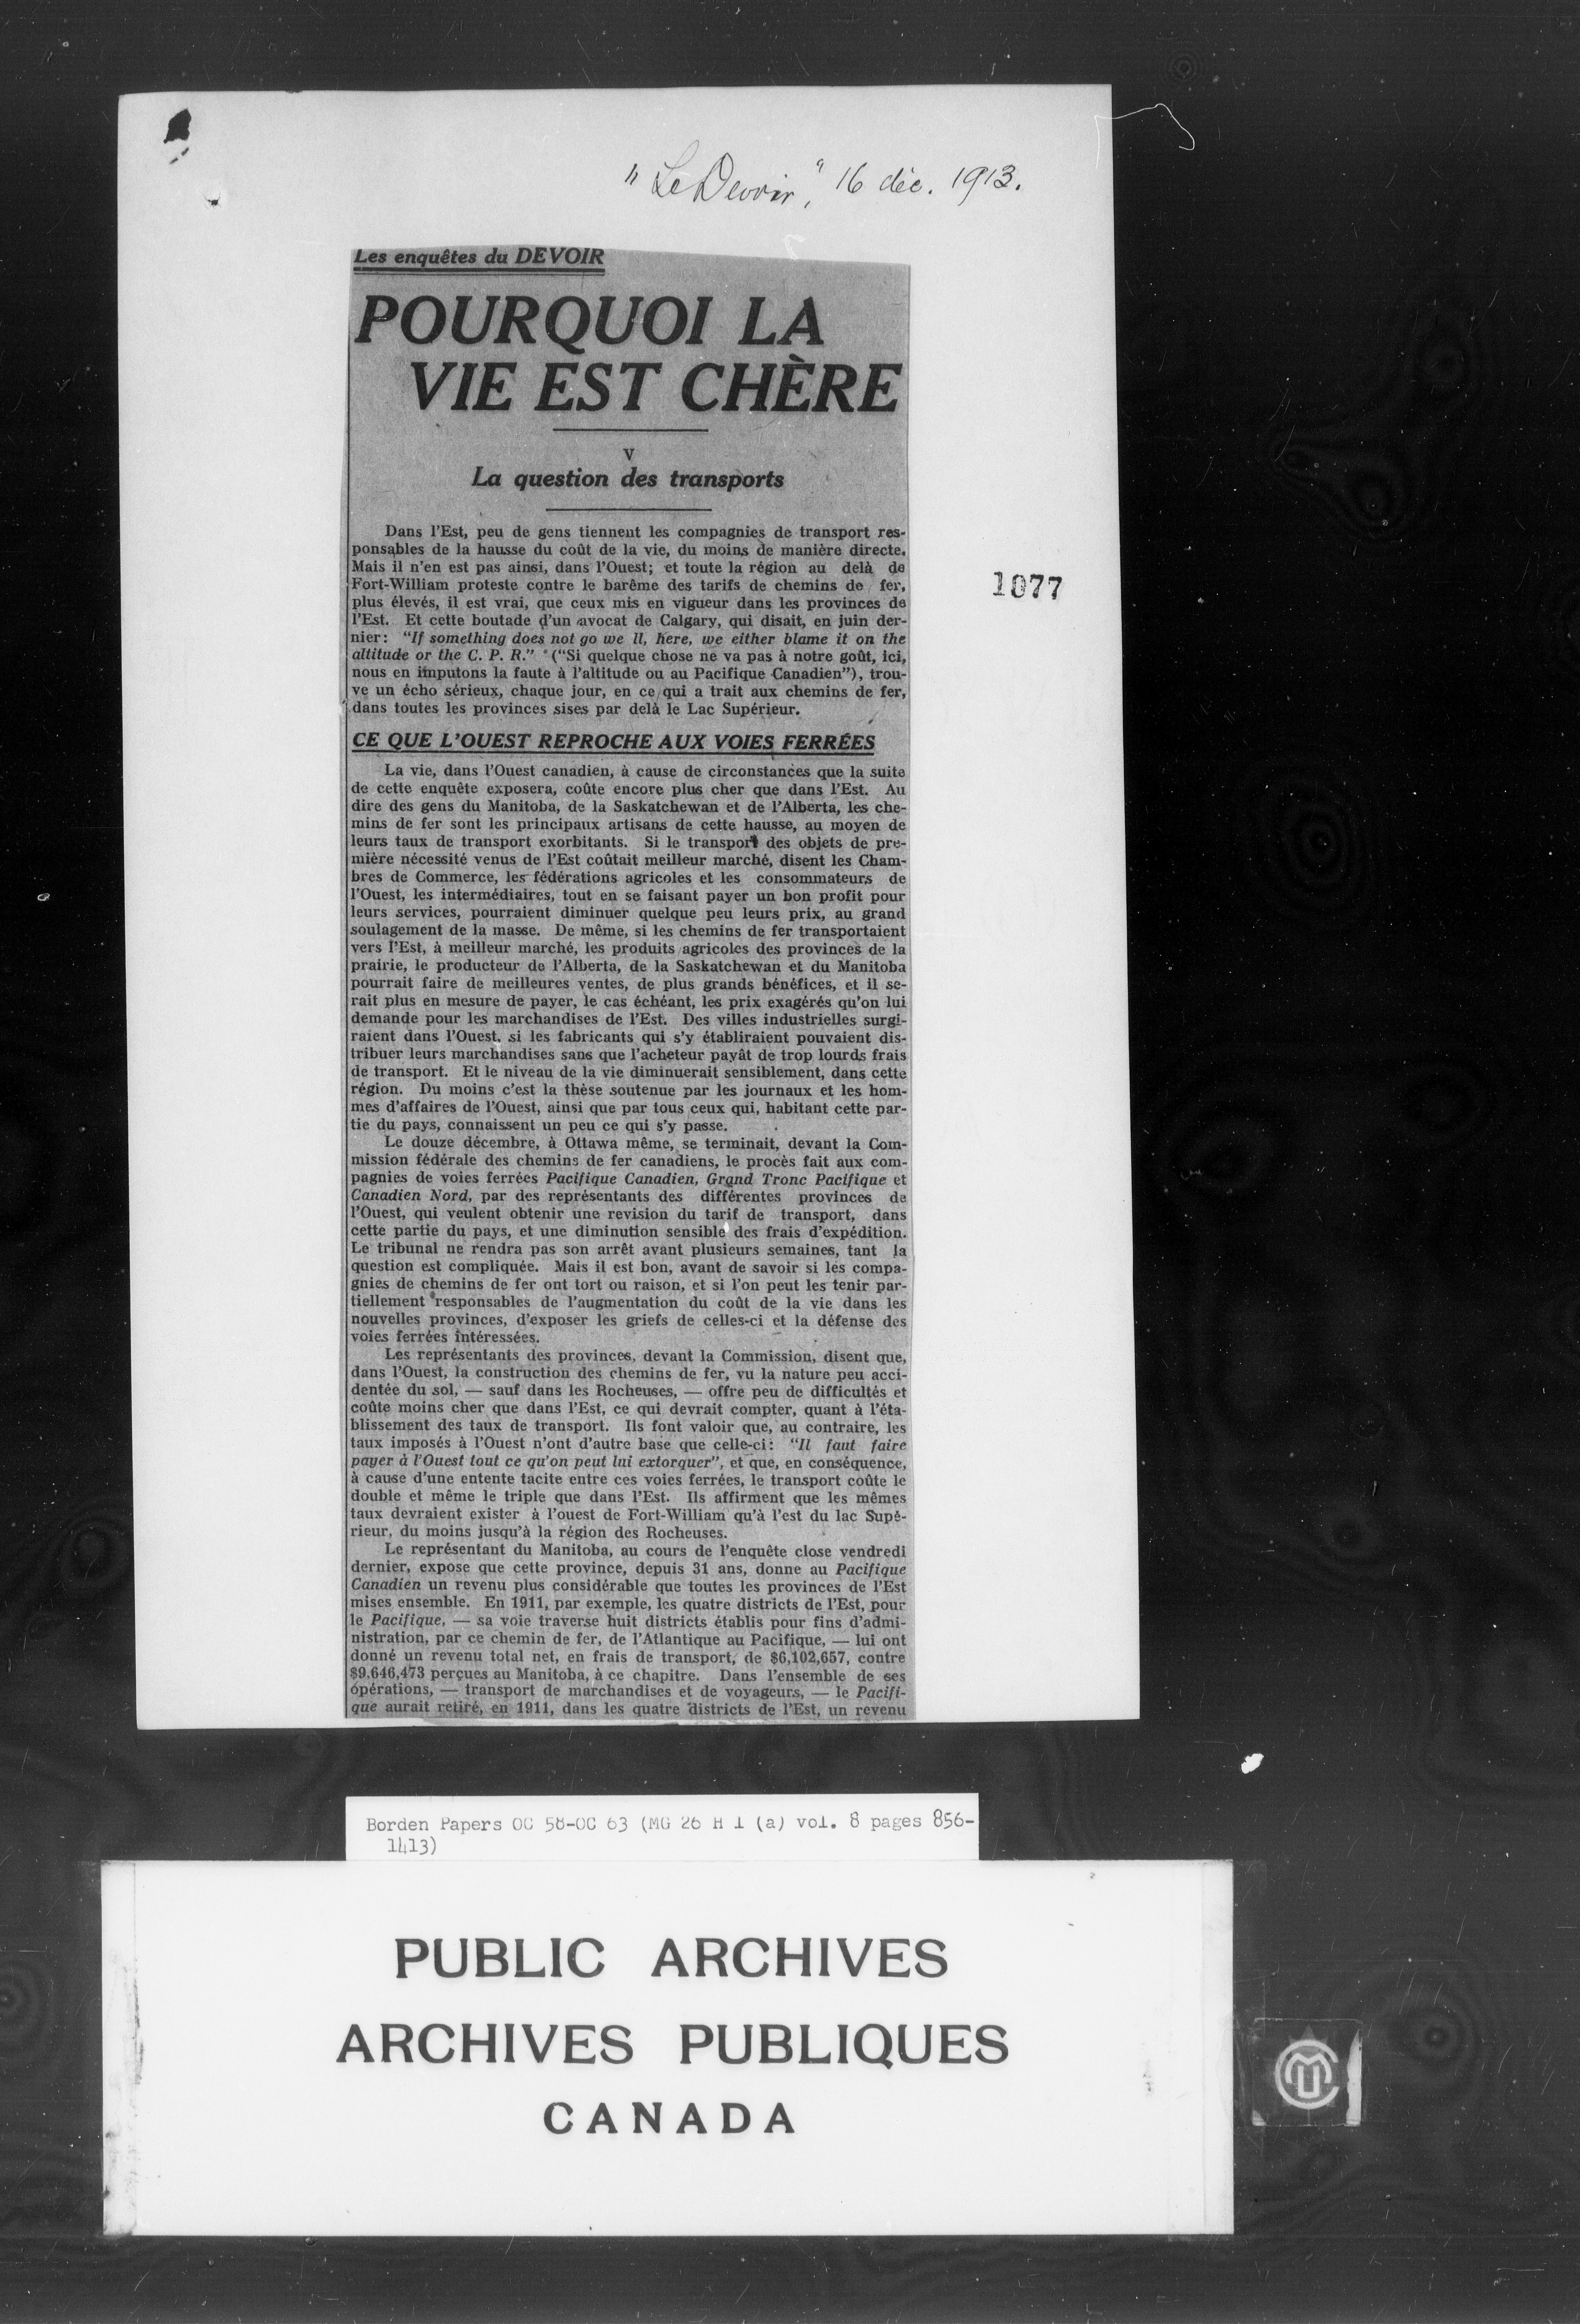 "Le Devoir," 16 déc. 1913.
Les enquêtes du DEVOIR
POURQUOI LA
VIE EST CHÈRE
V
La question des transports
Dans l'Est, peu de gens tiennent les compagnies de transport res-
ponsables de la hausse du coût de la vie, du moins de manière directe.
Mais il n'en est pas ainsi, dans l'Ouest; et toute la région au delà de
Fort-William proteste contre le barême des tarifs de chemins de fer,
plus élevés, il est vrai, que ceux mis en vigueur dans les provinces de
l'Est. Et cette boutade d'un avocat de Calgary, qui disait, en juin der-
nier: "If something does not go we ll, here, we either blame it on the
altitude or the C. P. R." ("Si quelque chose ne va pas à notre goût, ici,
nous en imputons la faute à l'altitude ou au Pacifique Canadien"), trou-
ve un écho sérieux, chaque jour, en ce qui a trait aux chemins de fer,
dans toutes les provinces sises par delà le Lac Supérieur.
1077
CE QUE L'OUEST REPROCHE AUX VOIES FERRÉES
La vie, dans l'Ouest canadien, à cause de circonstances que la suite
de cette enquête exposera, coûte encore plus cher que dans l'Est. Au
dire des gens du Manitoba, de la Saskatchewan et de l'Alberta, les che-
mins de fer sont les principaux artisans de cette hausse, au moyen de
leurs taux de transport exorbitants. Si le transport des objets de pre-
mière nécessité venus de l'Est coûtait meilleur marché, disent les Cham-
bres de Commerce, les fédérations agricoles et les consommateurs de
l'Ouest, les intermédiaires, tout en se faisant payer un bon profit pour
leurs services, pourraient diminuer quelque peu leurs prix, au grand
soulagement de la masse. De même, si les chemins de fer transportaient
vers l'Est, à meilleur marché, les produits agricoles des provinces de la
prairie, le producteur de l'Alberta, de la Saskatchewan et du Manitoba
pourrait faire de meilleures ventes, de plus grands bénéfices, et il se-
rait plus en mesure de payer, le cas échéant, les prix exagérés qu'on lui
demande pour les marchandises de l'Est. Des villes industrielles surgi-
raient dans l'Ouest, si les fabricants qui s'y établiraient pouvaient dis-
tribuer leurs marchandises sans que l'acheteur payât de trop lourds frais
de transport. Et le niveau de la vie diminuerait sensiblement, dans cette
région. Du moins c'est la thèse soutenue par les journaux et les hom-
mes d'affaires de l'Ouest, ainsi que par tous ceux qui, habitant cette par-
tie du pays, connaissent un peu ce qui s'y passe.
Le douze décembre, à Ottawa même, se terminait, devant la Com-
mission fédérale des chemins de fer canadiens, le procès fait aux com-
pagnies de voies ferrées Pacifique Canadien, Grand Tronc Pacifique et
Canadien Nord, par des représentants des différentes provinces de
l'Ouest, qui veulent obtenir une revision du tarif de transport, dans
cette partie du pays, et une diminution sensible des frais d'expédition.
Le tribunal ne rendra pas son arrêt avant plusieurs semaines, tant la
question est compliquée. Mais il est bon, avant de savoir si les compa-
gnies de chemins de fer ont tort ou raison, et si l'on peut les tenir par-
tiellement responsables de l'augmentation du coût de la vie dans les
nouvelles provinces, d'exposer les griefs de celles-ci et la défense des
voies ferrées intéressées.
Les représentants des provinces, devant la Commission, disent que,
dans l'Ouest, la construction des chemins de fer, vu la nature peu acci-
dentée du sol, — sauf dans les Rocheuses, — offre peu de difficultés et
coûte moins cher que dans l'Est, ce qui devrait compter, quant à l'éta-
blissement des taux de transport. Ils font valoir que, au contraire, les
taux imposés à l'Ouest n'ont d'autre base que celle-ci: "Il faut faire
payer à l'Ouest tout ce qu'on peut lui extorquer", et que, en conséquence,
à cause d'une entente tacite entre ces voies ferrées, le transport coûte le
double et même le triple que dans l'Est. Ils affirment que les mêmes
taux devraient exister à l'ouest de Fort-William qu'à l'est du lac Supé-
rieur, du moins jusqu'à la région des Rocheuses.
Le représentant du Manitoba, au cours de l'enquête close vendredi
dernier, expose que cette province, depuis 31 ans, donne au Pacifique
Canadien un revenu plus considérable que toutes les provinces de l'Est
mises ensemble. En 1911, par exemple, les quatre districts de l'Est, pour
le Pacifique, — sa voie traverse huit districts établis pour fins d'admi-
nistration, par ce chemin de fer, de l'Atlantique au Pacifique, — lui ont
donné un revenu total net, en frais de transport, de $6,102,657, contre
$9,646,473 perçues au Manitoba, à ce chapitre. Dans l'ensemble de ses
opérations, — transport de marchandises et de voyageurs, — le Pacifi-
que aurait retiré, en 1911, dans les quatre districts de l'Est, un revenu
Borden Papers OC 58-OC 63 (MG 26 H 1 (a) vol. 8 pages 856-
1413)
PUBLIC ARCHIVES
ARCHIVES PUBLIQUES
CANADA